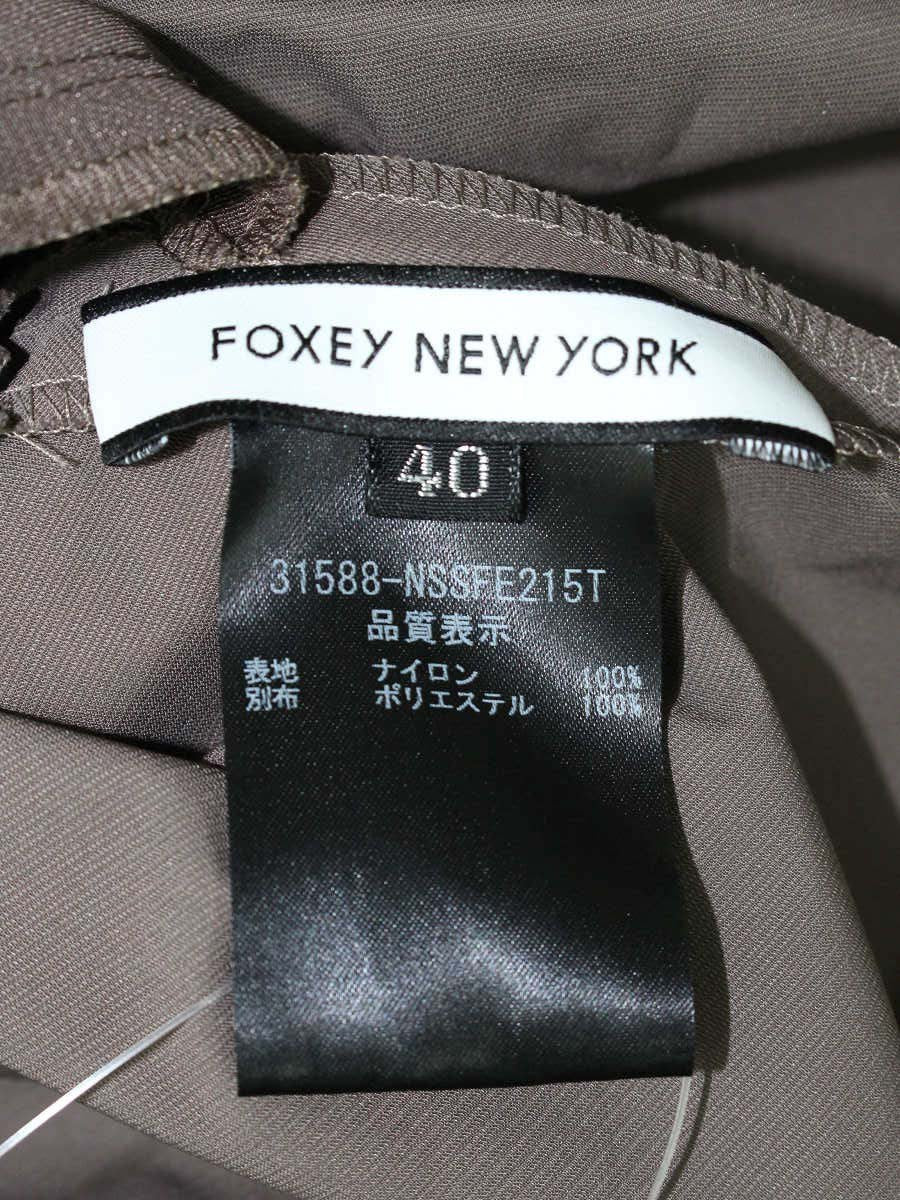 FOXEY NEW YORK
40
31588-NSSFE215T
品質表示
表地 ナイロン 100%
別布 ポリエステル 100%